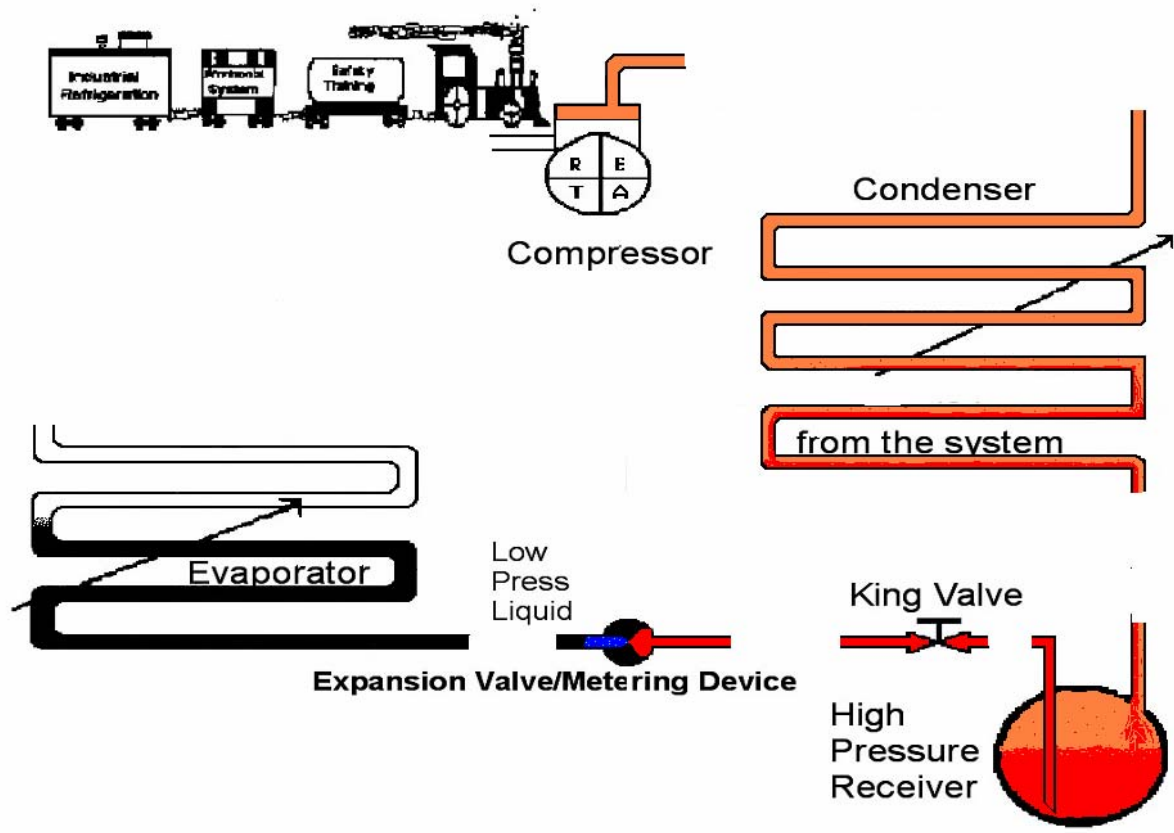 Industrial
Refrigeration
System
Safety
Training
R E
T A
Compressor
Condenser
from the system
Evaporator
Low
Press
Liquid
King Valve
Expansion Valve/Metering Device
High
Pressure
Receiver